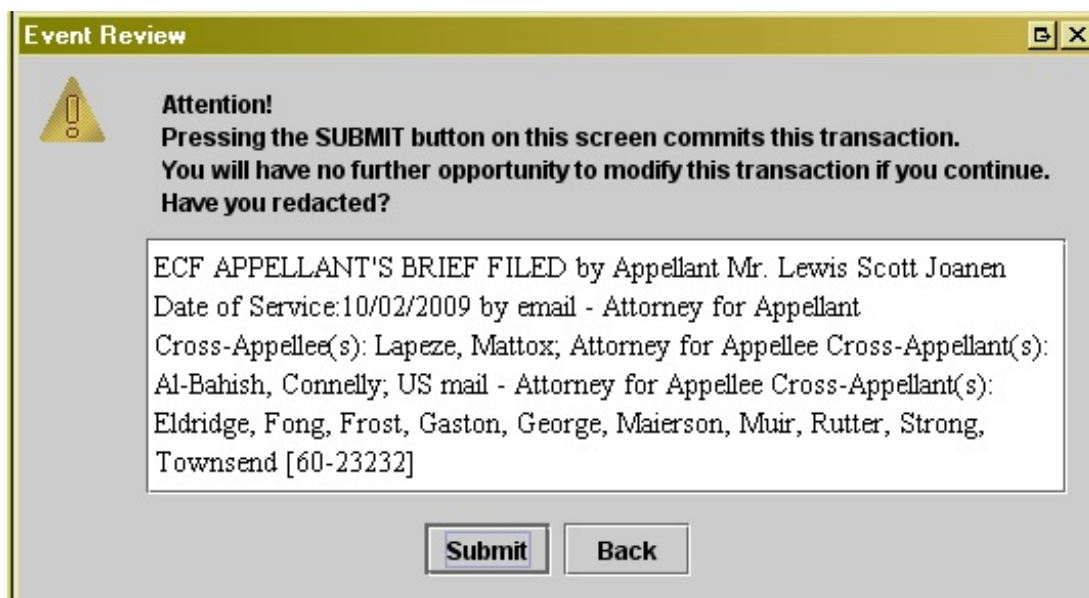 Event Review
Attention!
Pressing the SUBMIT button on this screen commits this transaction.
You will have no further opportunity to modify this transaction if you continue.
Have you redacted?
ECF APPELLANT'S BRIEF FILED by Appellant Mr. Lewis Scott Joanen
Date of Service:10/02/2009 by email - Attorney for Appellant
Cross-Appellee(s): Lapeze, Mattox; Attorney for Appellee Cross-Appellant(s):
Al-Bahish, Connelly; US mail - Attorney for Appellee Cross-Appellant(s):
Eldridge, Fong, Frost, Gaston, George, Maierson, Muir, Rutter, Strong,
Townsend [60-23232]
Submit Back